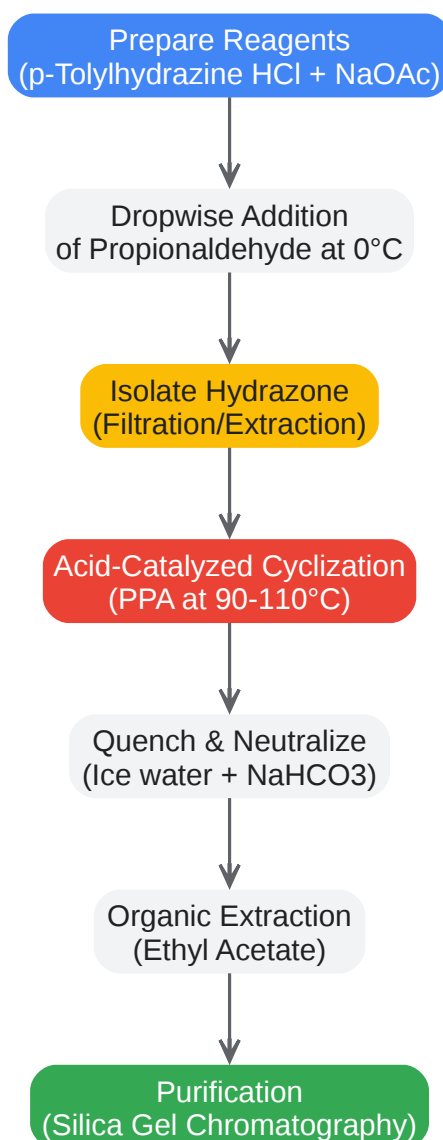 Prepare Reagents
(p-Tolylhydrazine HCl + NaOAc)
Dropwise Addition
of Propionaldehyde at 0°C
Isolate Hydrazone
(Filtration/Extraction)
Acid-Catalyzed Cyclization
(PPA at 90-110°C)
Quench & Neutralize
(Ice water + NaHCO3)
Organic Extraction
(Ethyl Acetate)
Purification
(Silica Gel Chromatography)